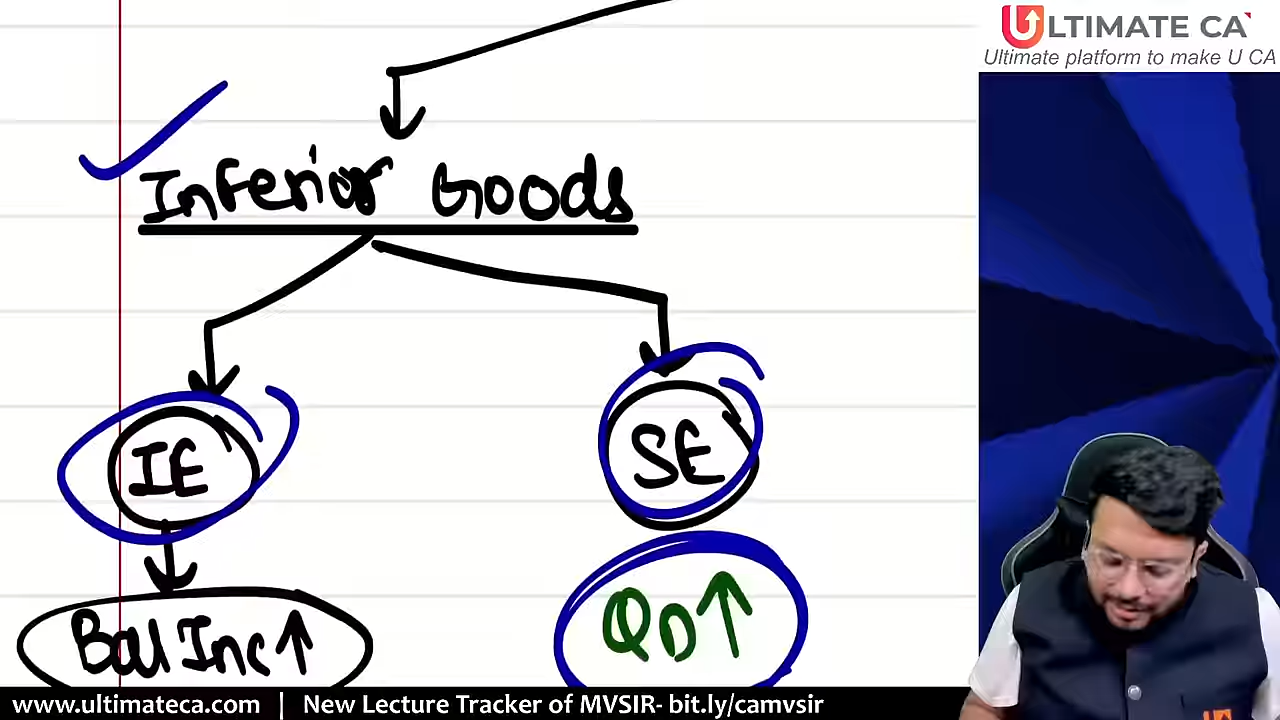 ULTIMATE CA
Ultimate platform to make U CA
Inferior Goods
IE
SE
Bal Inc↑
QD↑
www.ultimateca.com | New Lecture Tracker of MVSIR- bit.ly/camvsir